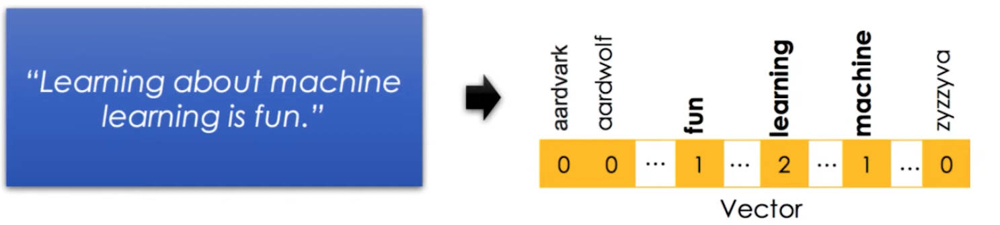 “Learning about machine
learning is fun.”
aardvark
aardwolf
fun
learning
machine
zyzzyva
0 0 ... 1 ... 2 ... 1 ... 0
Vector